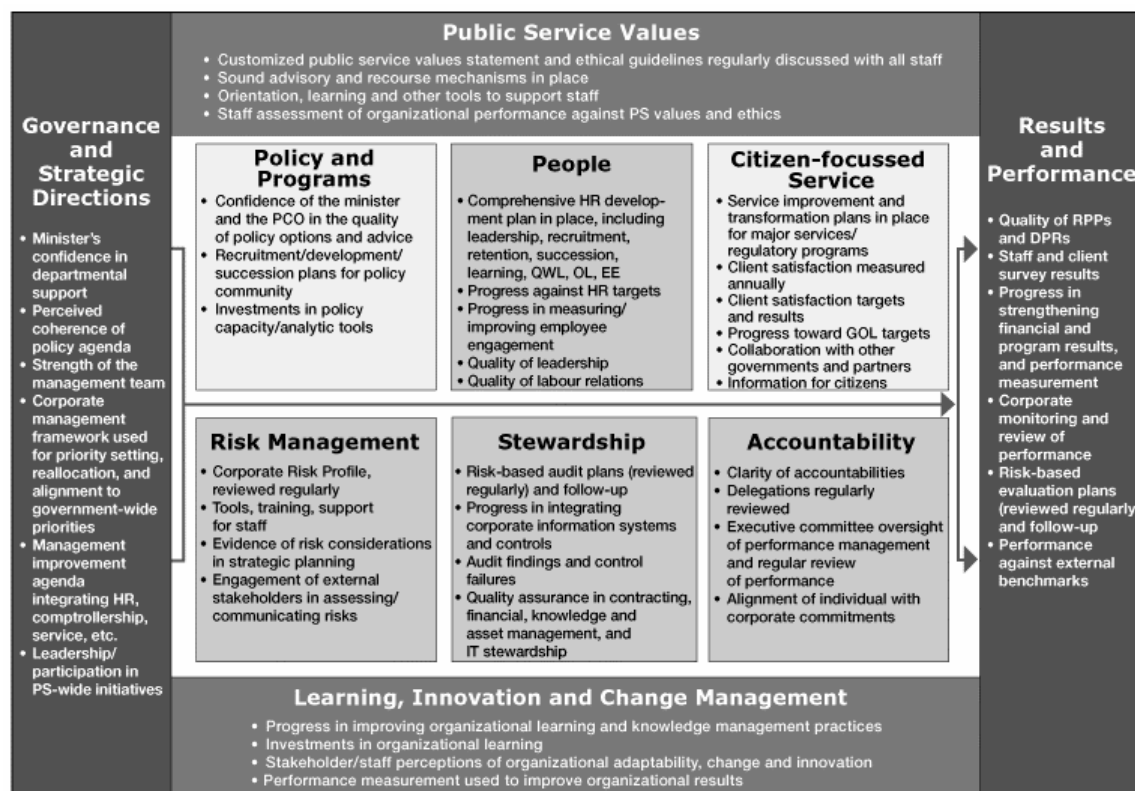 Public Service Values
• Customized public service values statement and ethical guidelines regularly discussed with all staff
• Sound advisory and recourse mechanisms in place
• Orientation, learning and other tools to support staff
• Staff assessment of organizational performance against PS values and ethics
Governance
and
Strategic
Directions
• Minister's
confidence in
departmental
support
• Perceived
coherence of
policy agenda
• Strength of the
management team
• Corporate
management
framework used
for priority setting,
reallocation, and
alignment to
government-wide
priorities
• Management
improvement
agenda
integrating HR,
comptrollership,
service, etc.
• Leadership/
participation in
PS-wide initiatives
Policy and
Programs
• Confidence of the minister
and the PCO in the quality
of policy options and advice
• Recruitment/development/
succession plans for policy
community
• Investments in policy
capacity/analytic tools
People
• Comprehensive HR develop-
ment plan in place, including
leadership, recruitment,
retention, succession,
learning, QWL, OL, EE
• Progress against HR targets
• Progress in measuring/
improving employee
engagement
• Quality of leadership
• Quality of labour relations
Citizen-focussed
Service
• Service improvement and
transformation plans in place
for major services/
regulatory programs
• Client satisfaction measured
annually
• Client satisfaction targets
and results
• Progress toward GOL targets
• Collaboration with other
governments and partners
• Information for citizens
Risk Management
• Corporate Risk Profile,
reviewed regularly
• Tools, training, support
for staff
• Evidence of risk considerations
in strategic planning
• Engagement of external
stakeholders in assessing/
communicating risks
Stewardship
• Risk-based audit plans (reviewed
regularly) and follow-up
• Progress in integrating
corporate information systems
and controls
• Audit findings and control
failures
• Quality assurance in contracting,
financial, knowledge and
asset management, and
IT stewardship
Accountability
• Clarity of accountabilities
• Delegations regularly
reviewed
• Executive committee oversight
of performance management
and regular review
of performance
• Alignment of individual with
corporate commitments
Results
and
Performance
• Quality of RPPs
and DPRs
• Staff and client
survey results
• Progress in
strengthening
financial and
program results,
and performance
measurement
• Corporate
monitoring and
review of
performance
• Risk-based
evaluation plans
(reviewed regularly)
and follow-up
• Performance
against external
benchmarks
Learning, Innovation and Change Management
• Progress in improving organizational learning and knowledge management practices
• Investments in organizational learning
• Stakeholder/staff perceptions of organizational adaptability, change and innovation
• Performance measurement used to improve organizational results